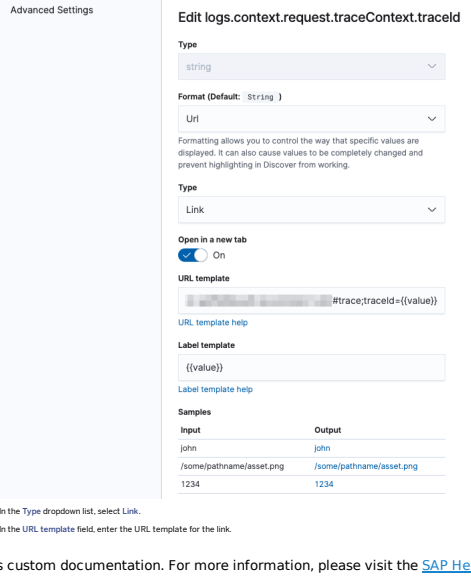 Advanced Settings
Edit logs.context.request.traceContext.traceId
Type
string
Format (Default: String )
Url
Formatting allows you to control the way that specific values are
displayed. It can also cause values to be completely changed and
prevent highlighting in Discover from working.
Type
Link
Open in a new tab
On
URL template
#trace;traceId={{value}}
URL template help
Label template
{{value}}
Label template help
Samples
Input Output
john john
/some/pathname/asset.png /some/pathname/asset.png
1234 1234
In the Type dropdown list, select Link.
In the URL template field, enter the URL template for the link.
custom documentation. For more information, please visit the SAP